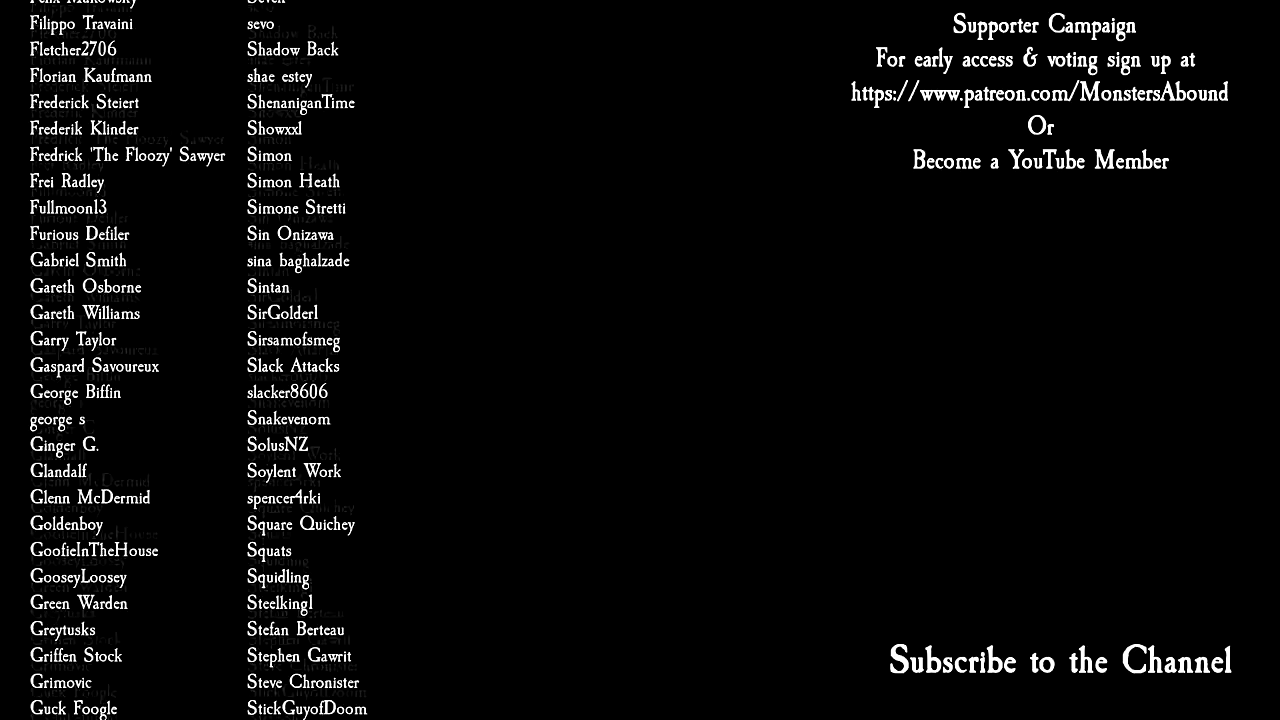 Filippo Travaini
Fletcher2706
Florian Kaufmann
Frederick Steiert
Frederik Klinder
Fredrick 'The Floozy' Sawyer
Frei Radley
Fullmoon13
Furious Defiler
Gabriel Smith
Gareth Osborne
Gareth Williams
Garry Taylor
Gaspard Savoureux
George Biffin
george s
Ginger G.
Glandalf
Glenn McDermid
Goldenboy
GoofieInTheHouse
GooseyLoosey
Green Warden
Greytusks
Griffen Stock
Grimovic
Guck Foogle
sevo
Shadow Back
shae estey
ShenaniganTime
Showxxl
Simon
Simon Heath
Simone Stretti
Sin Onizawa
sina baghalzade
Sintan
SirGolder1
Sirsamofsmeg
Slack Attacks
slacker8606
Snakevenom
SolusNZ
Soylent Work
spencer4rki
Square Quichey
Squats
Squidling
Steelking1
Stefan Berteau
Stephen Gawrit
Steve Chronister
StickGuyofDoom
Supporter Campaign
For early access & voting sign up at
https://www.patreon.com/MonstersAbound
Or
Become a YouTube Member
Subscribe to the Channel